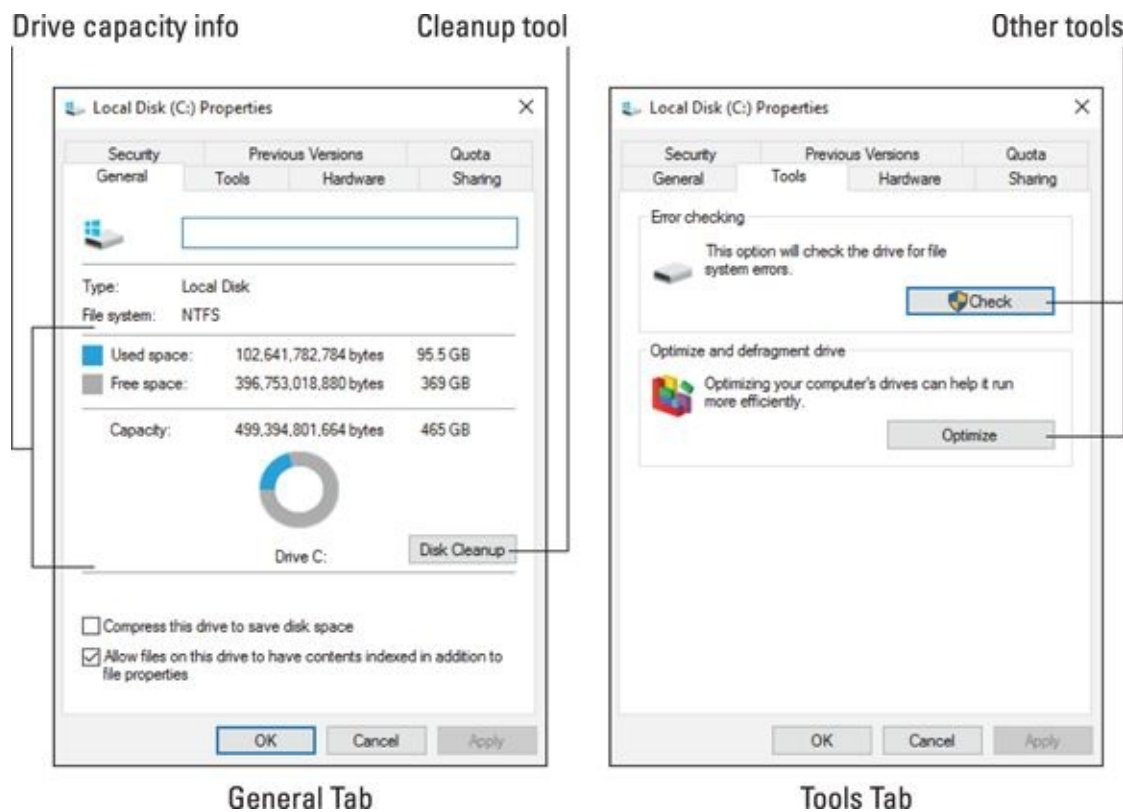 Drive capacity info
Cleanup tool
Other tools
Local Disk (C:) Properties
Security Previous Versions Quota
General Tools Hardware Sharing
Type: Local Disk
File system: NTFS
Used space: 102,641,782,784 bytes 95.5 GB
Free space: 396,753,018,880 bytes 369 GB
Capacity: 499,394,801,664 bytes 465 GB
Drive C:
Disk Cleanup
Compress this drive to save disk space
Allow files on this drive to have contents indexed in addition to
file properties
OK Cancel Apply
General Tab
Local Disk (C:) Properties
Security Previous Versions Quota
General Tools Hardware Sharing
Error checking
This option will check the drive for file
system errors.
Check
Optimize and defragment drive
Optimizing your computer's drives can help it run
more efficiently.
Optimize
OK Cancel Apply
Tools Tab